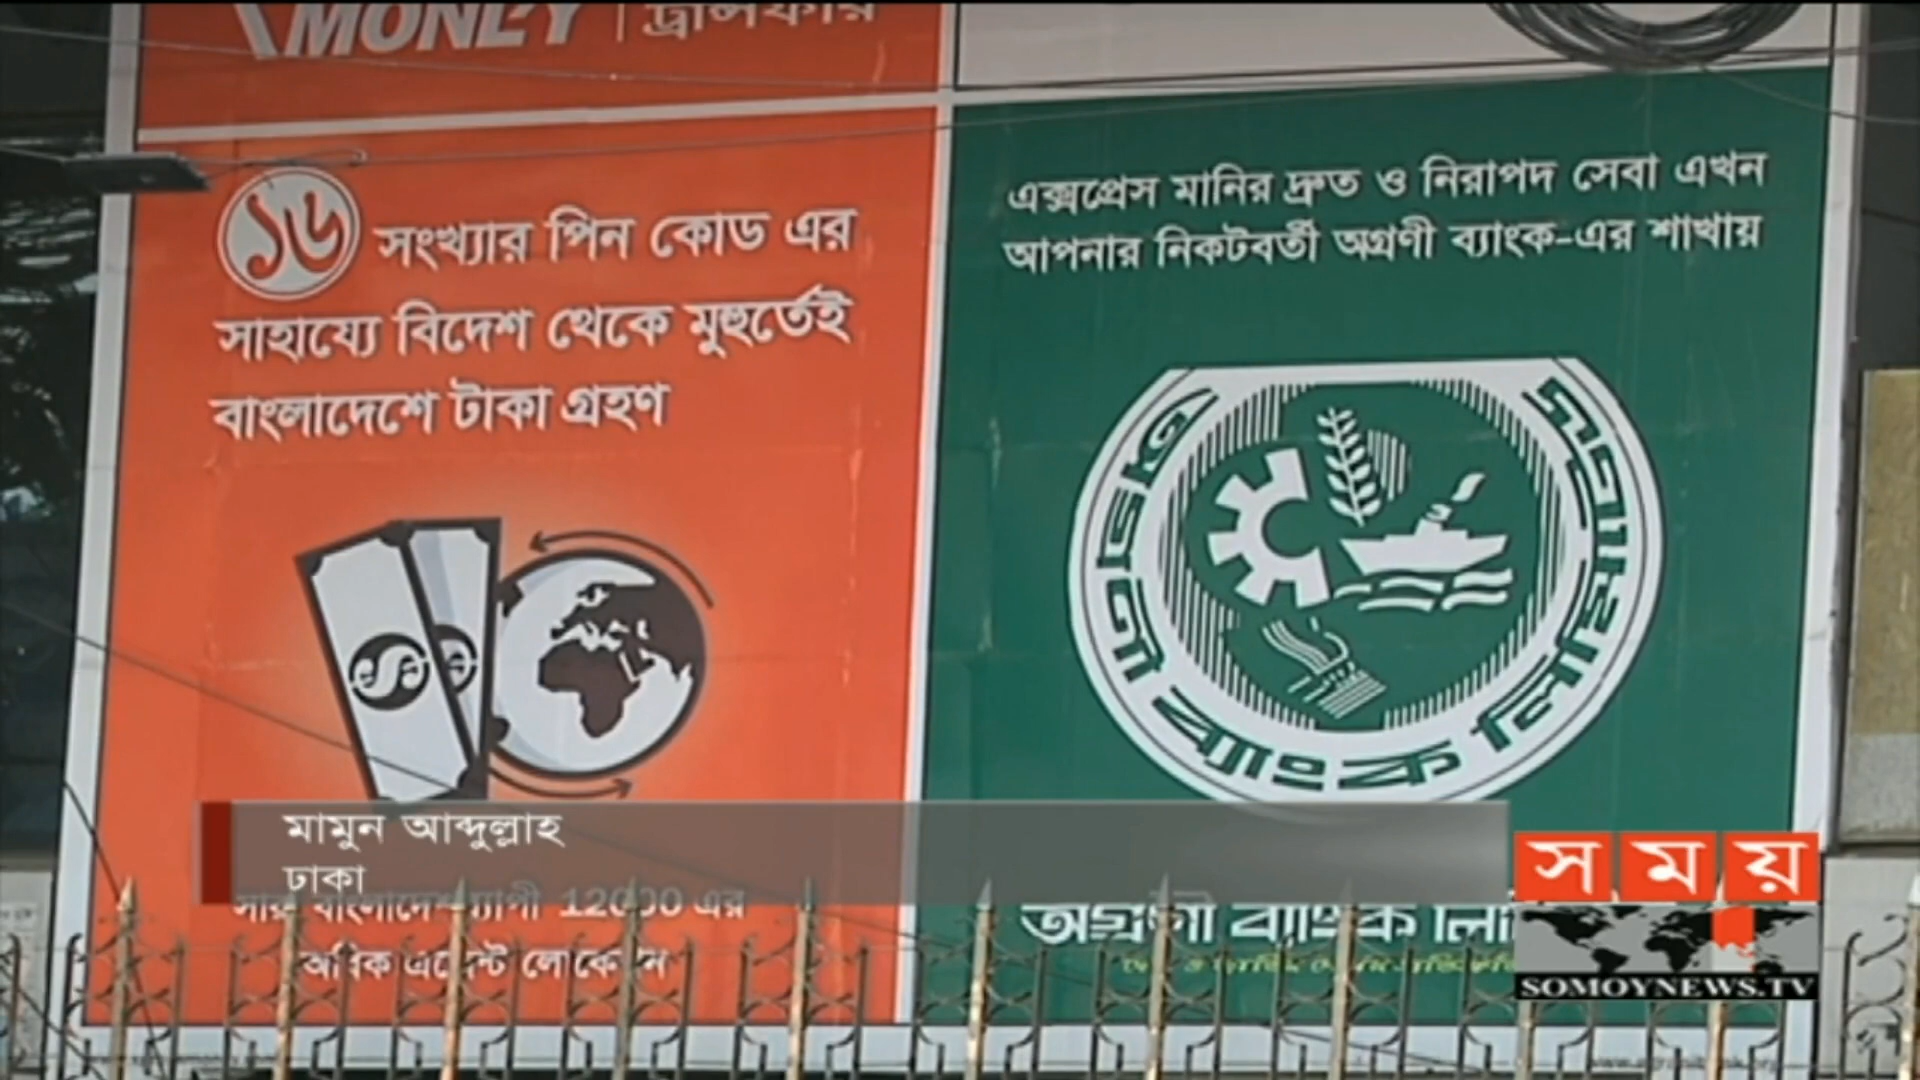 MONEY | ট্রান্সফার
১৬ সংখ্যার পিন কোড এর
সাহায্যে বিদেশ থেকে মুহূর্তেই
বাংলাদেশে টাকা গ্রহণ
বাংলাদেশব্যাপী 12000 এর
অধিক এজেন্ট লোকেশন
এক্সপ্রেস মানির দ্রুত ও নিরাপদ সেবা এখন
আপনার নিকটবর্তী অগ্রণী ব্যাংক-এর শাখায়
অগ্রণী ব্যাংক লিমিটেড
অগ্রণী ব্যাংক
মামুন আব্দুল্লাহ
ঢাকা
সময়
SOMOYNEWS.TV